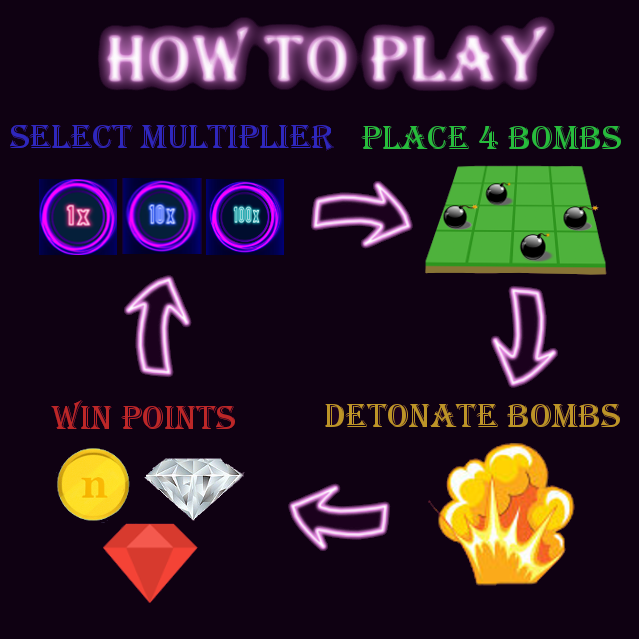 HOW TO PLAY
SELECT MULTIPLIER
PLACE 4 BOMBS
1x
10x
100x
WIN POINTS
DETONATE BOMBS
n